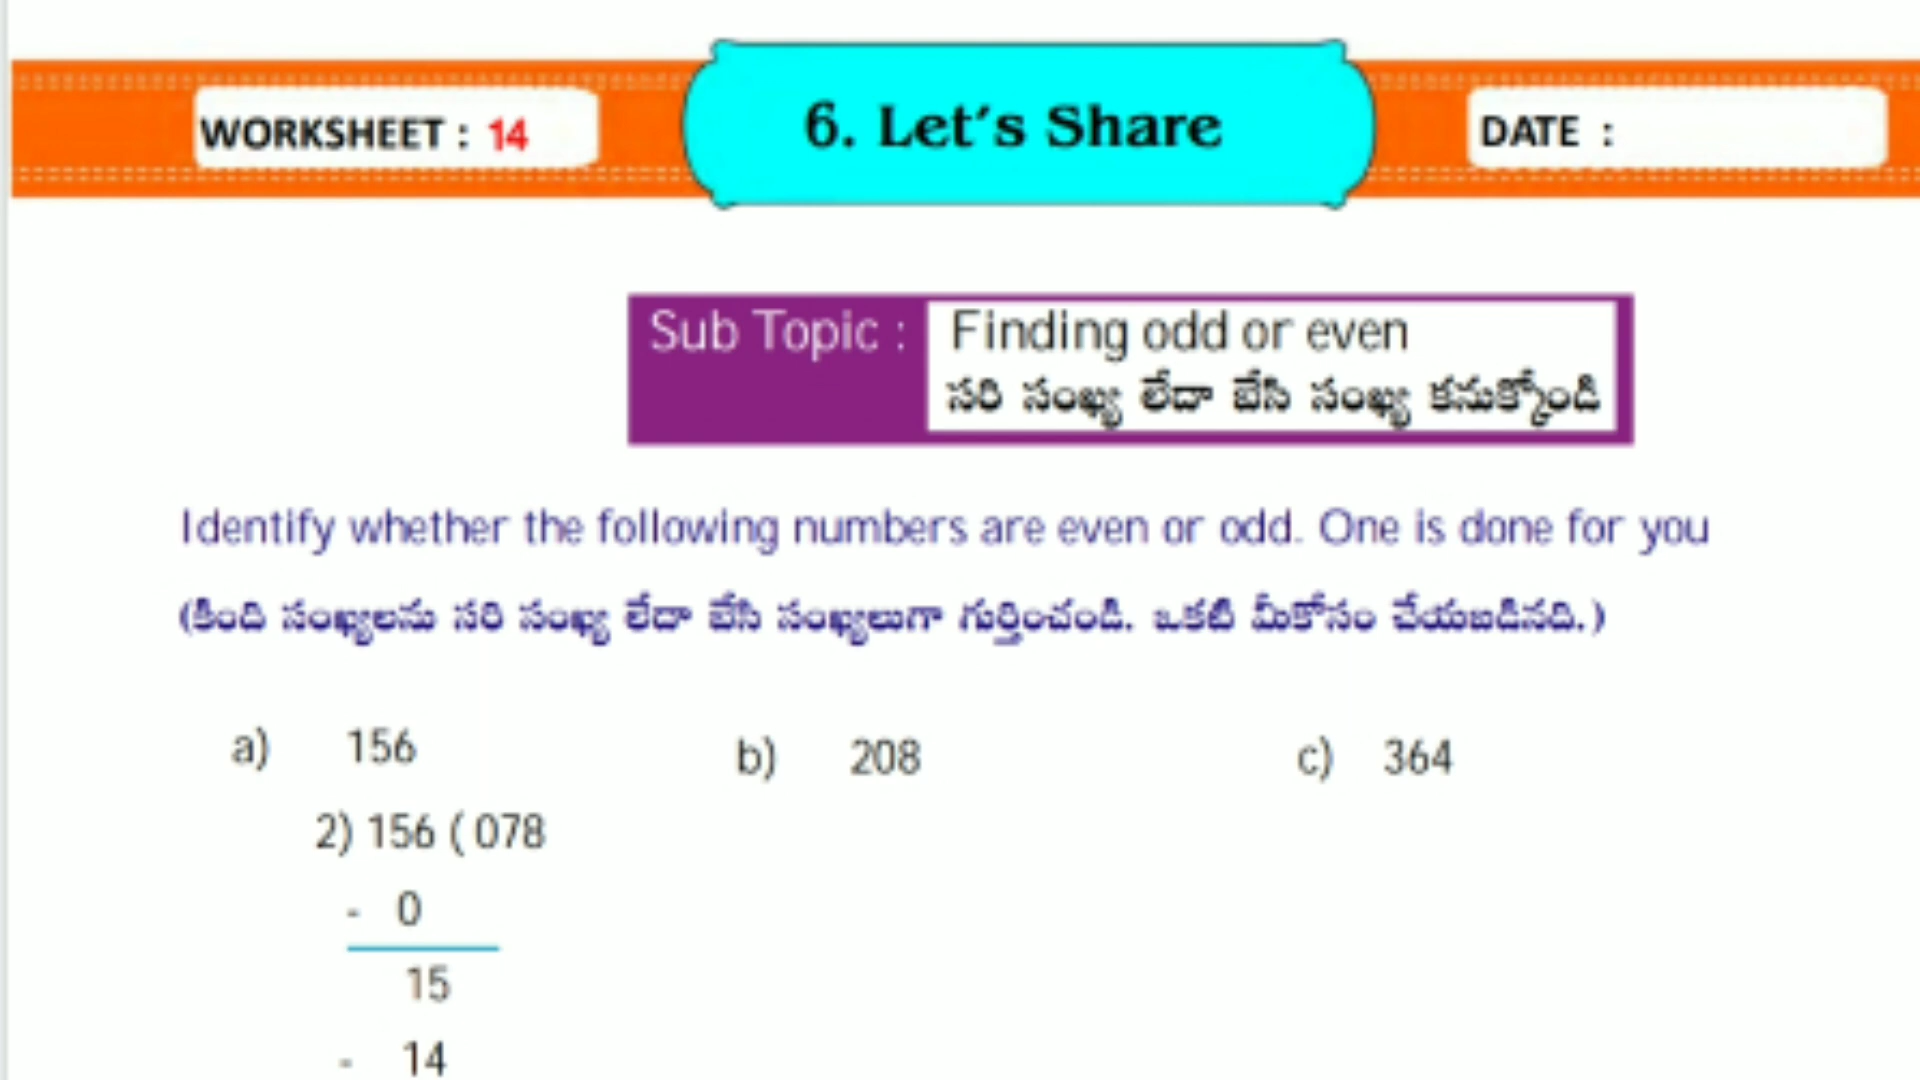 WORKSHEET : 14
6. Let's Share
DATE :
Sub Topic : Finding odd or even
సరి సంఖ్య లేదా బేసి సంఖ్య కనుక్కోండి
Identify whether the following numbers are even or odd. One is done for you
(కింది సంఖ్యలను సరి సంఖ్య లేదా బేసి సంఖ్యలుగా గుర్తించండి. ఒకటి మీకోసం చేయబడినది.)
a) 156
b) 208
c) 364
2) 156 ( 078
- 0
15
- 14